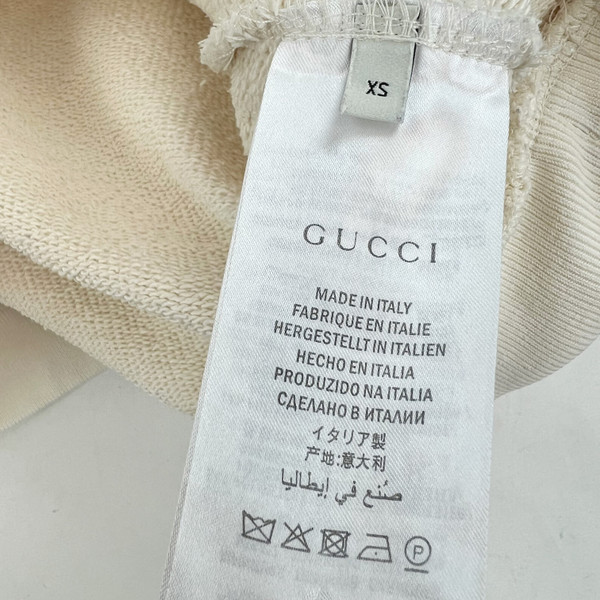 XS
GUCCI
MADE IN ITALY
FABRIQUE EN ITALIE
HERGESTELLT IN ITALIEN
HECHO EN ITALIA
PRODUZIDO NA ITALIA
СДЕЛАНО В ИТАЛИИ
イタリア製
产地:意大利
صُنع في إيطاليا
P